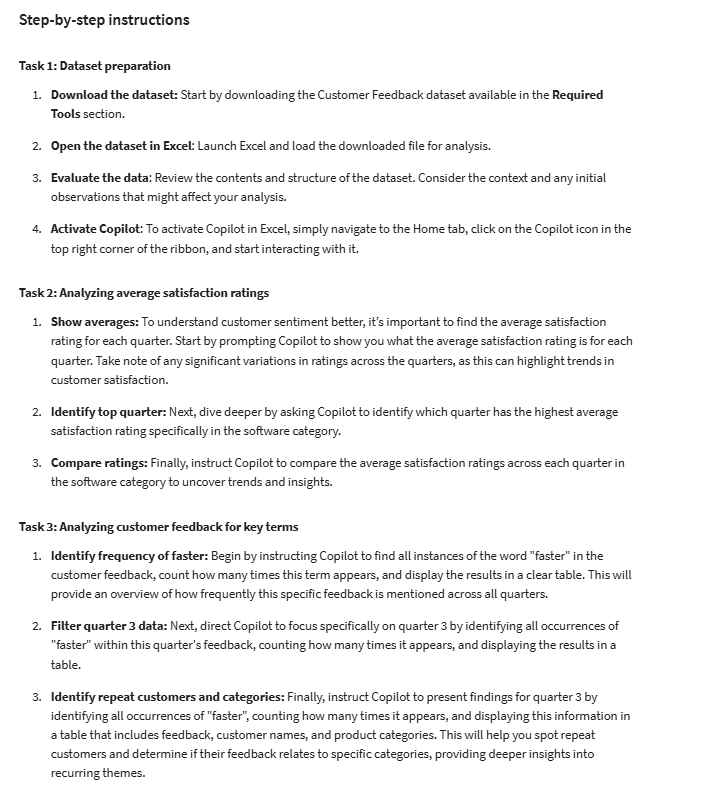 Step-by-step instructions
Task 1: Dataset preparation
1. Download the dataset: Start by downloading the Customer Feedback dataset available in the Required
Tools section.
2. Open the dataset in Excel: Launch Excel and load the downloaded file for analysis.
3. Evaluate the data: Review the contents and structure of the dataset. Consider the context and any initial
observations that might affect your analysis.
4. Activate Copilot: To activate Copilot in Excel, simply navigate to the Home tab, click on the Copilot icon in the
top right corner of the ribbon, and start interacting with it.
Task 2: Analyzing average satisfaction ratings
1. Show averages: To understand customer sentiment better, it's important to find the average satisfaction
rating for each quarter. Start by prompting Copilot to show you what the average satisfaction rating is for each
quarter. Take note of any significant variations in ratings across the quarters, as this can highlight trends in
customer satisfaction.
2. Identify top quarter: Next, dive deeper by asking Copilot to identify which quarter has the highest average
satisfaction rating specifically in the software category.
3. Compare ratings: Finally, instruct Copilot to compare the average satisfaction ratings across each quarter in
the software category to uncover trends and insights.
Task 3: Analyzing customer feedback for key terms
1. Identify frequency of faster: Begin by instructing Copilot to find all instances of the word "faster" in the
customer feedback, count how many times this term appears, and display the results in a clear table. This will
provide an overview of how frequently this specific feedback is mentioned across all quarters.
2. Filter quarter 3 data: Next, direct Copilot to focus specifically on quarter 3 by identifying all occurrences of
"faster" within this quarter's feedback, counting how many times it appears, and displaying the results in a
table.
3. Identify repeat customers and categories: Finally, instruct Copilot to present findings for quarter 3 by
identifying all occurrences of "faster", counting how many times it appears, and displaying this information in
a table that includes feedback, customer names, and product categories. This will help you spot repeat
customers and determine if their feedback relates to specific categories, providing deeper insights into
recurring themes.